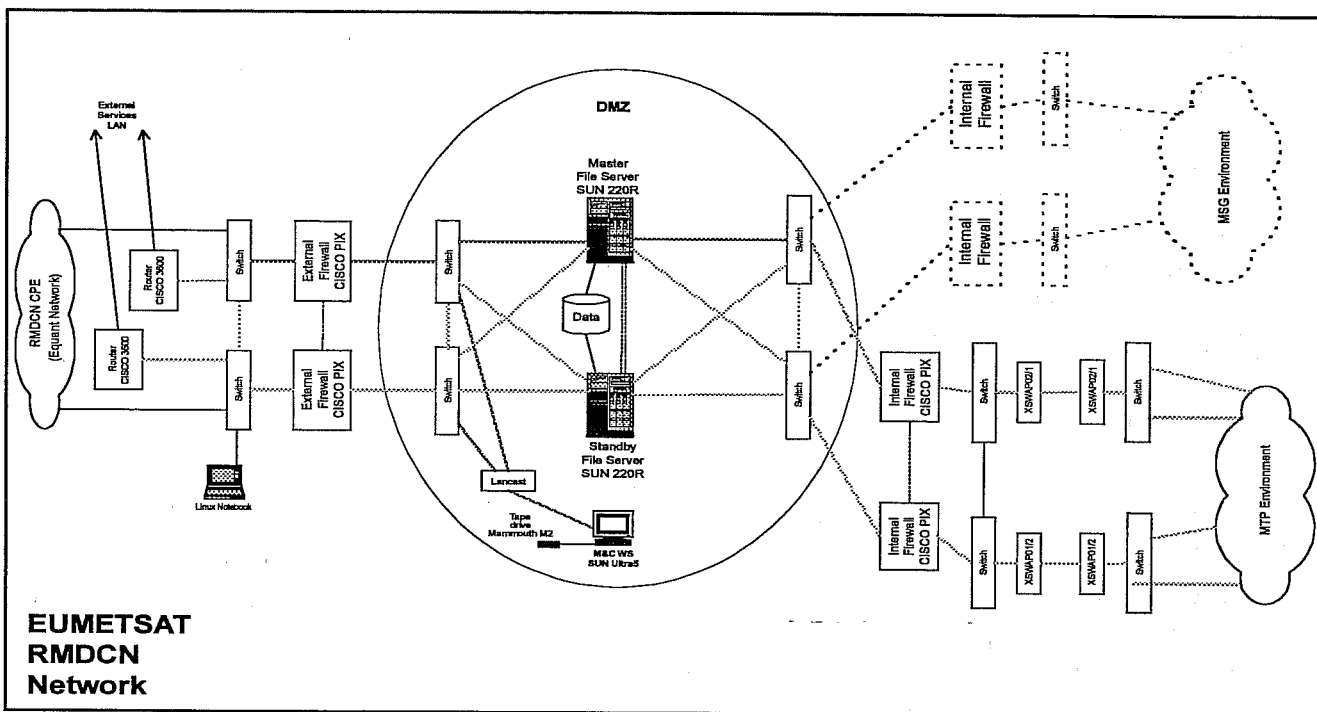 External
Services
LAN
RMDCN CPE
(Equant Network)
Router
CISCO 3600
Router
CISCO 3600
Switch
Switch
Linux Notebook
External
Firewall
CISCO PIX
External
Firewall
CISCO PIX
DMZ
Switch
Switch
Master
File Server
SUN 220R
Data
Standby
File Server
SUN 220R
Lancast
Tape
drive
Mammouth M2
M&C WS
SUN Ultra5
Switch
Switch
Internal
Firewall
Switch
Internal
Firewall
Switch
MSG Environment
Internal
Firewall
CISCO PIX
Internal
Firewall
CISCO PIX
Switch
XSWAP02/1
XSWAP02/1
Switch
Switch
XSWAP01/2
XSWAP01/2
Switch
MTP Environment
EUMETSAT
RMDCN
Network